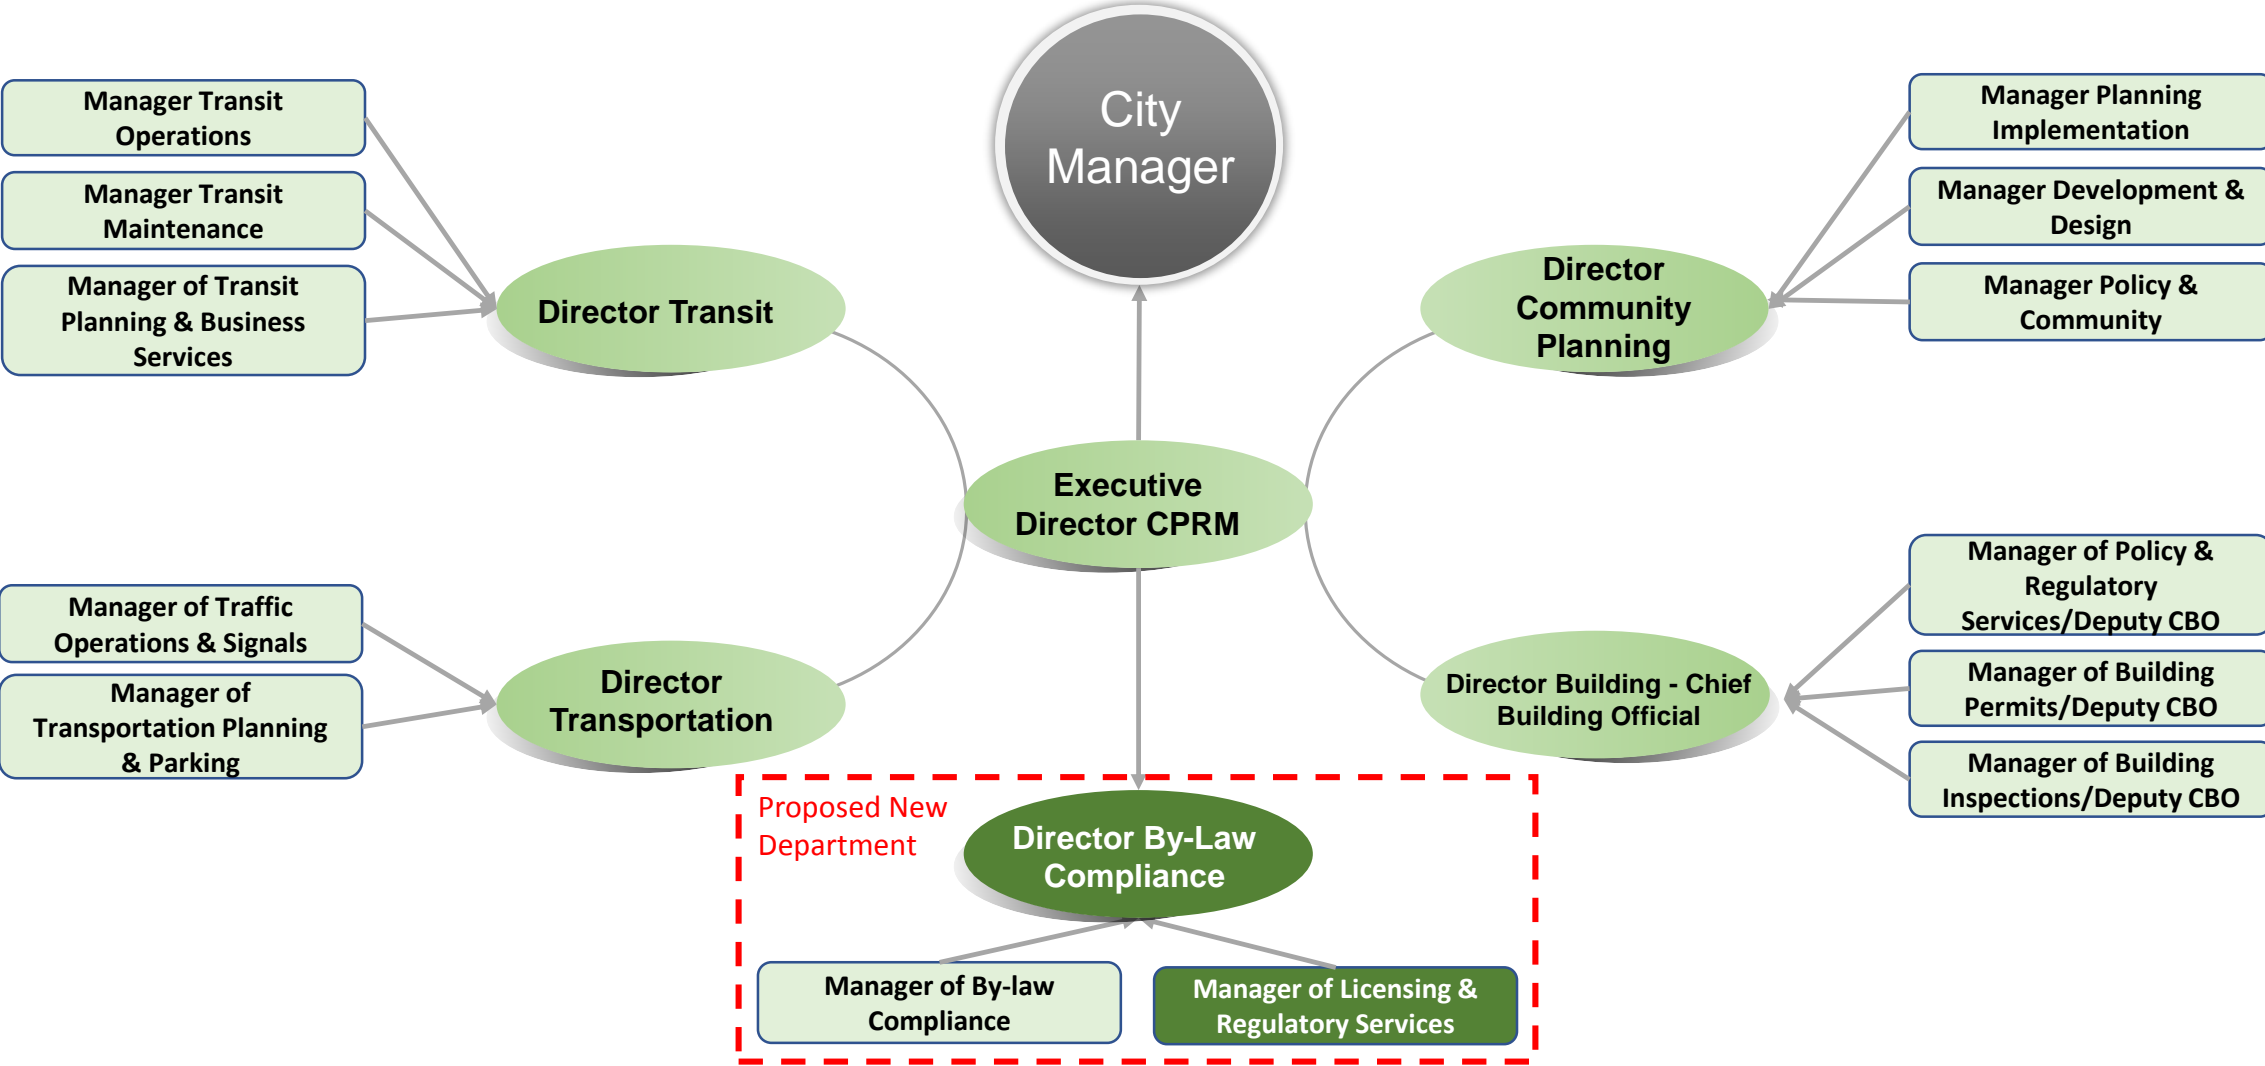 City
Manager
Manager Transit
Operations
Manager Transit
Maintenance
Manager of Transit
Planning & Business
Services
Director Transit
Director
Community
Planning
Manager Planning
Implementation
Manager Development &
Design
Manager Policy &
Community
Executive
Director CPRM
Manager of Traffic
Operations & Signals
Manager of
Transportation Planning
& Parking
Director
Transportation
Director Building - Chief
Building Official
Manager of Policy &
Regulatory
Services/Deputy CBO
Manager of Building
Permits/Deputy CBO
Manager of Building
Inspections/Deputy CBO
Proposed New
Department
Director By-Law
Compliance
Manager of By-law
Compliance
Manager of Licensing &
Regulatory Services